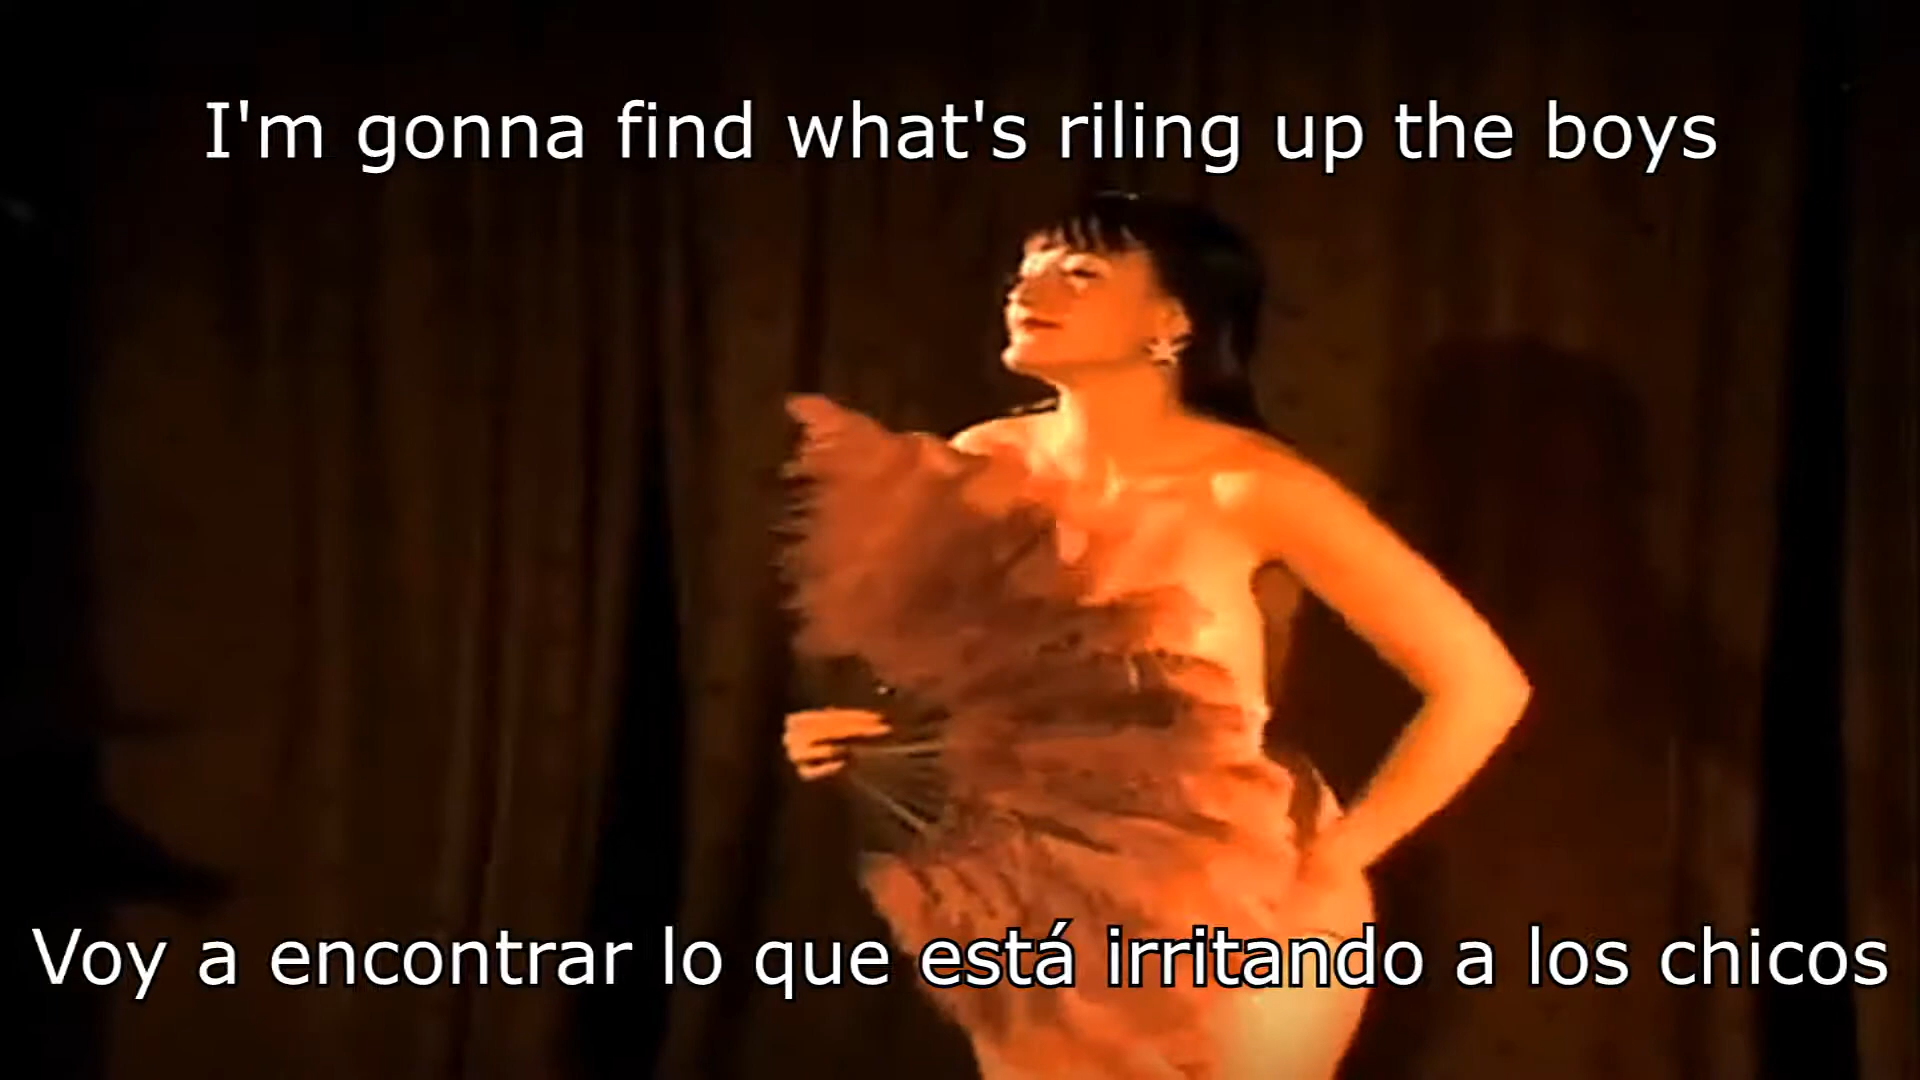 I'm gonna find what's riling up the boys
Voy a encontrar lo que está irritando a los chicos